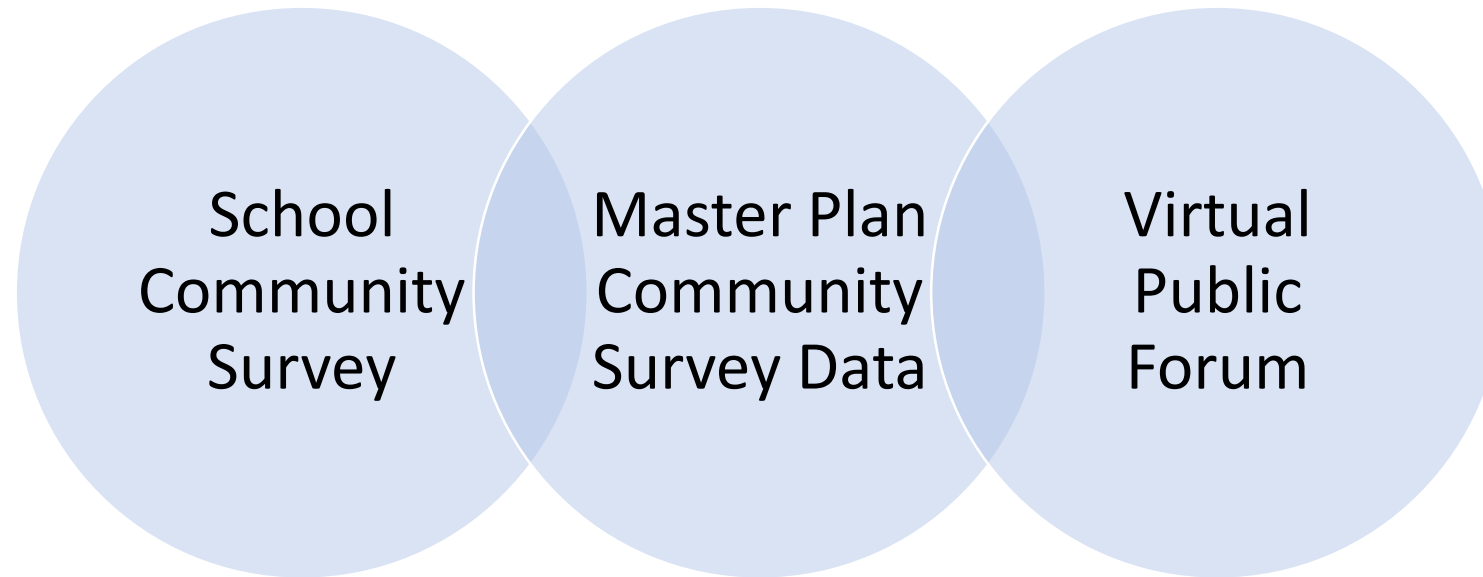 School
Community
Survey
Master Plan
Community
Survey Data
Virtual
Public
Forum